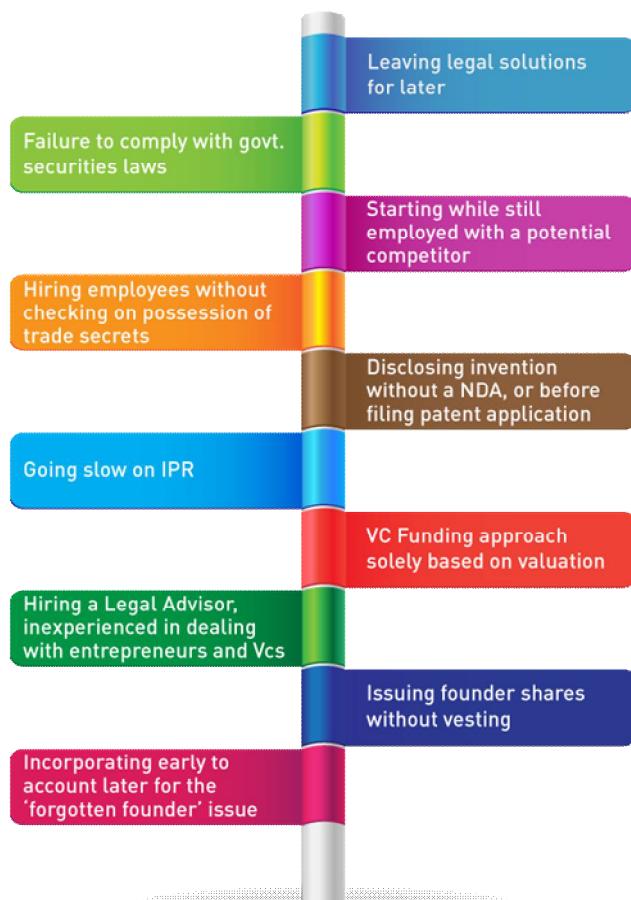 Leaving legal solutions
for later
Failure to comply with govt.
securities laws
Starting while still
employed with a potential
competitor
Hiring employees without
checking on possession of
trade secrets
Disclosing invention
without a NDA, or before
filing patent application
Going slow on IPR
VC Funding approach
solely based on valuation
Hiring a Legal Advisor,
inexperienced in dealing
with entrepreneurs and Vcs
Issuing founder shares
without vesting
Incorporating early to
account later for the
‘forgotten founder’ issue